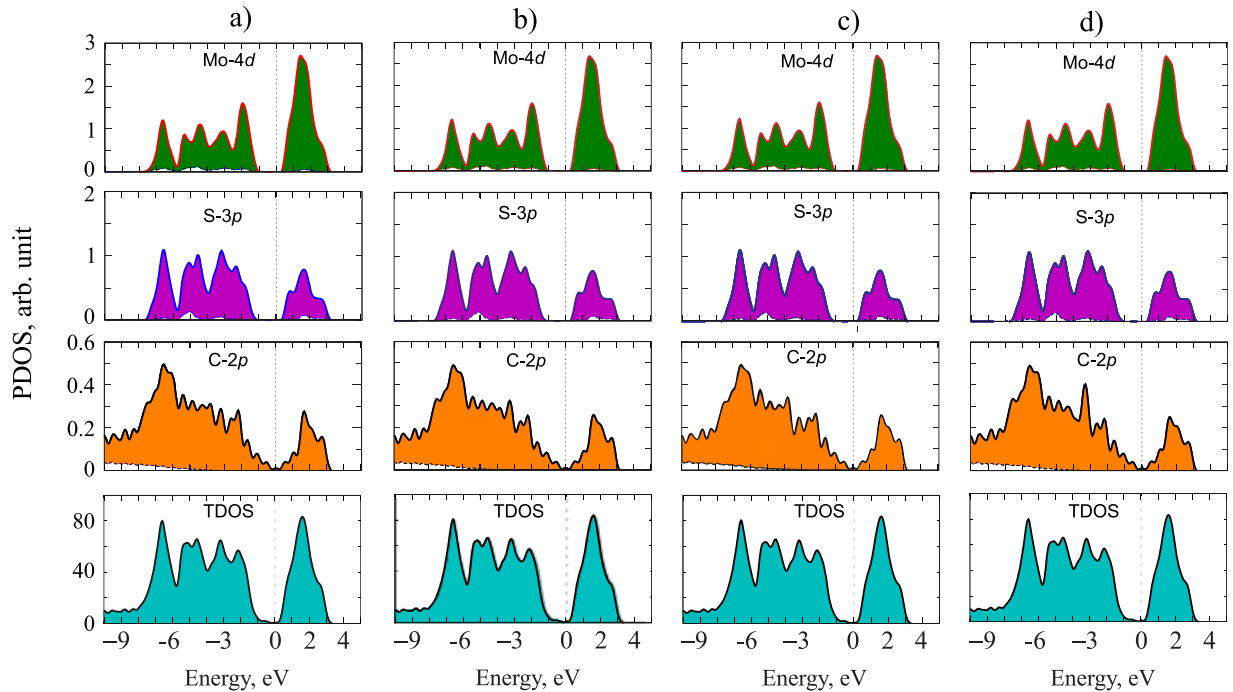 a) b) c) d)
PDOS, arb. unit
3 Mo-4d Mo-4d Mo-4d Mo-4d
2
1
0
2 S-3p S-3p S-3p S-3p
1
0
0.6 C-2p C-2p C-2p C-2p
0.4
0.2
0
TDOS TDOS TDOS TDOS
80
40
0
−9 −6 −3 0 2 4 −9 −6 −3 0 2 4 −9 −6 −3 0 2 4 −9 −6 −3 0 2 4
Energy, eV Energy, eV Energy, eV Energy, eV